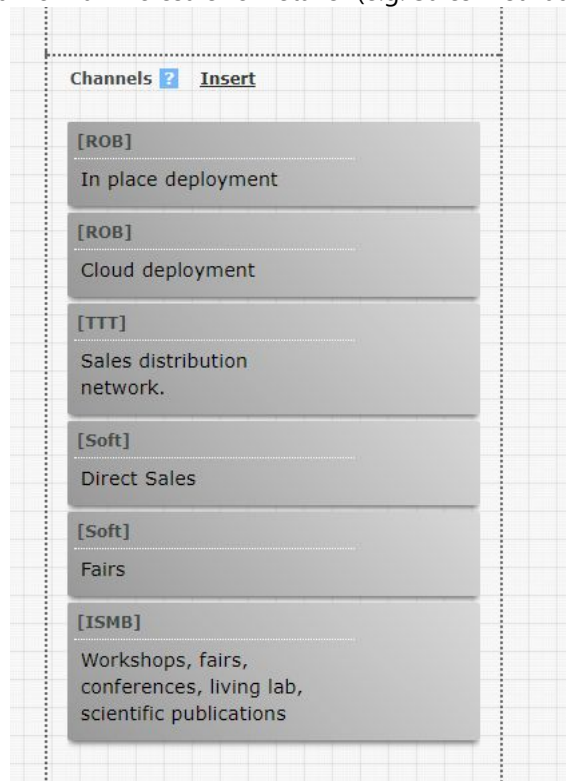 Channels ? Insert
[ROB]
In place deployment
[ROB]
Cloud deployment
[TTT]
Sales distribution
network.
[Soft]
Direct Sales
[Soft]
Fairs
[ISMB]
Workshops, fairs,
conferences, living lab,
scientific publications